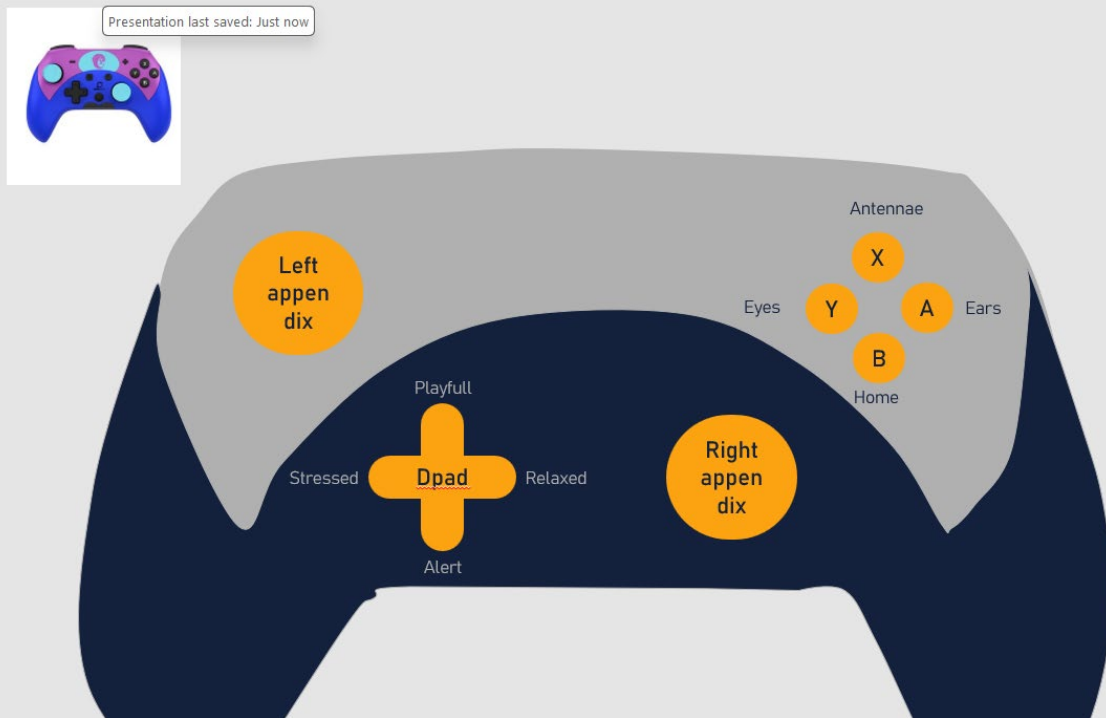 Presentation last saved: Just now
Antennae
X
Left
appen
dix
Eyes
Y
A
Ears
B
Home
Playfull
Stressed
Dpad
Relaxed
Right
appen
dix
Alert